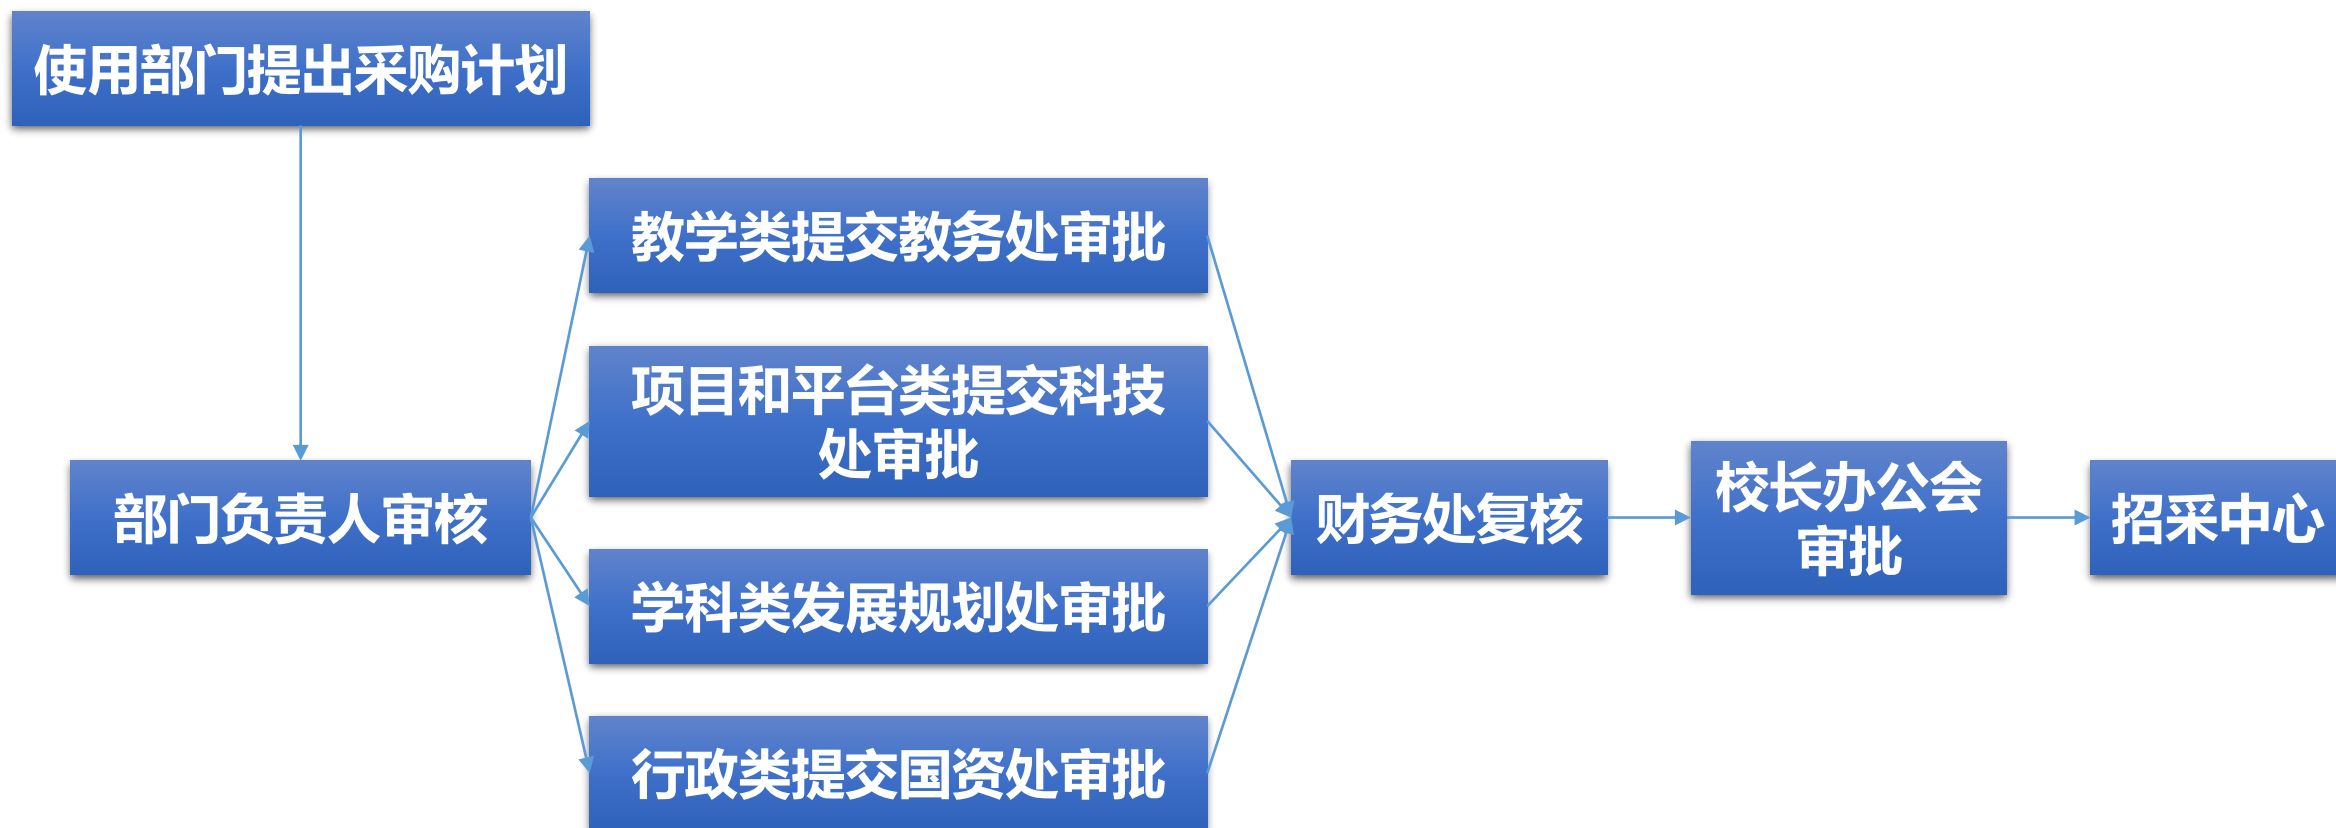 使用部门提出采购计划
教学类提交教务处审批
项目和平台类提交科技
处审批
部门负责人审核
财务处复核
校长办公会
审批
招采中心
学科类发展规划处审批
行政类提交国资处审批